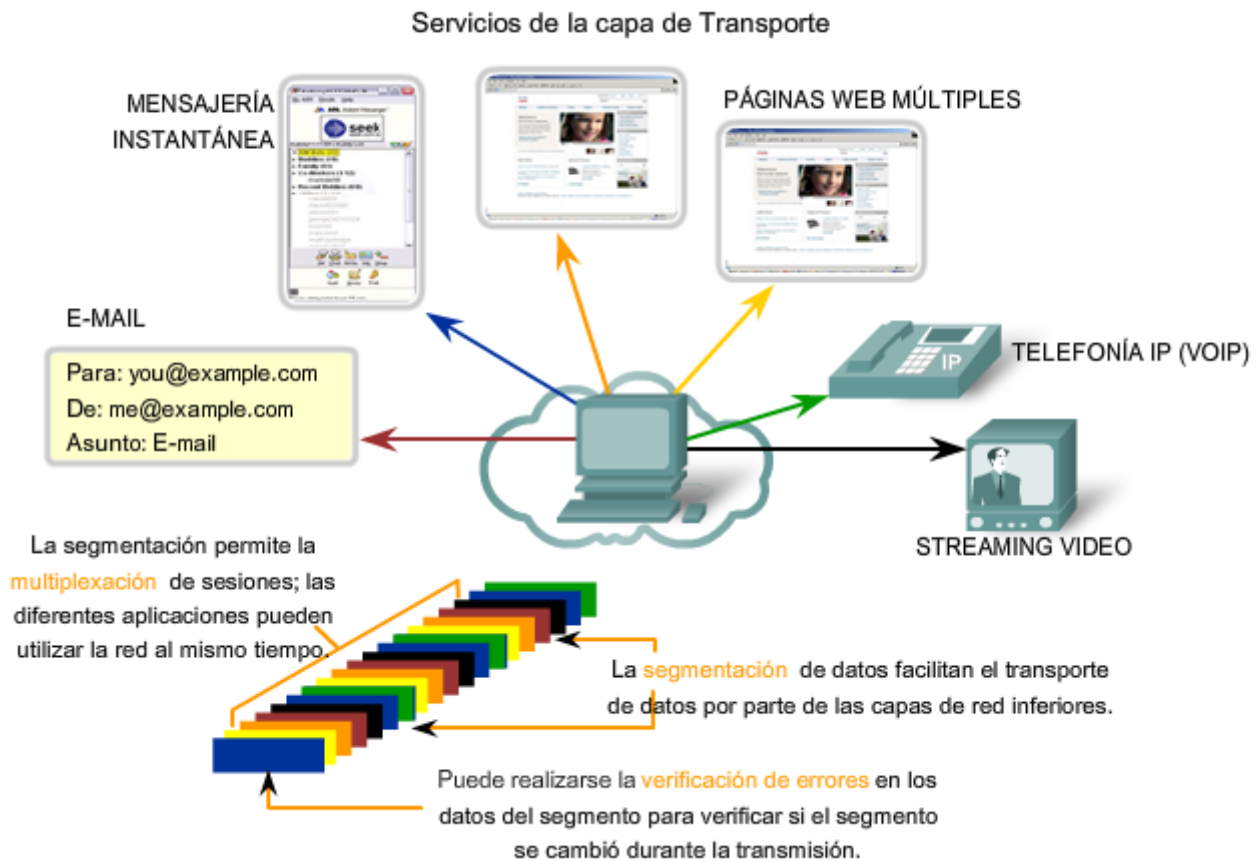 Servicios de la capa de Transporte
MENSAJERÍA
INSTANTÁNEA
seek
PÁGINAS WEB MÚLTIPLES
E-MAIL
Para: you@example.com
De: me@example.com
Asunto: E-mail
IP
TELEFONÍA IP (VOIP)
STREAMING VIDEO
La segmentación permite la
multiplexación de sesiones; las
diferentes aplicaciones pueden
utilizar la red al mismo tiempo.
La segmentación de datos facilitan el transporte
de datos por parte de las capas de red inferiores.
Puede realizarse la verificación de errores en los
datos del segmento para verificar si el segmento
se cambió durante la transmisión.